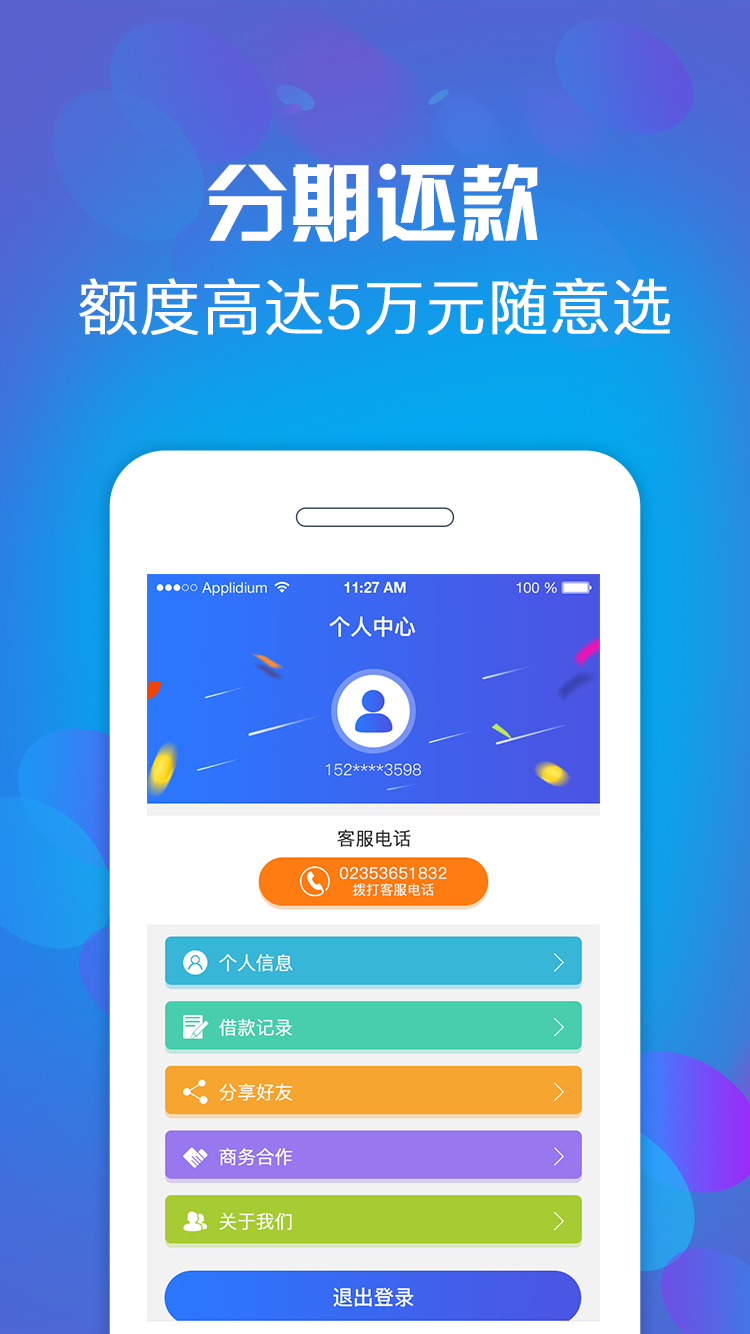 分期还款
额度高达5万元随意选
Applidium 11:27 AM 100 %
个人中心
152****3598
客服电话
02353651832
拨打客服电话
个人信息
借款记录
分享好友
商务合作
关于我们
退出登录